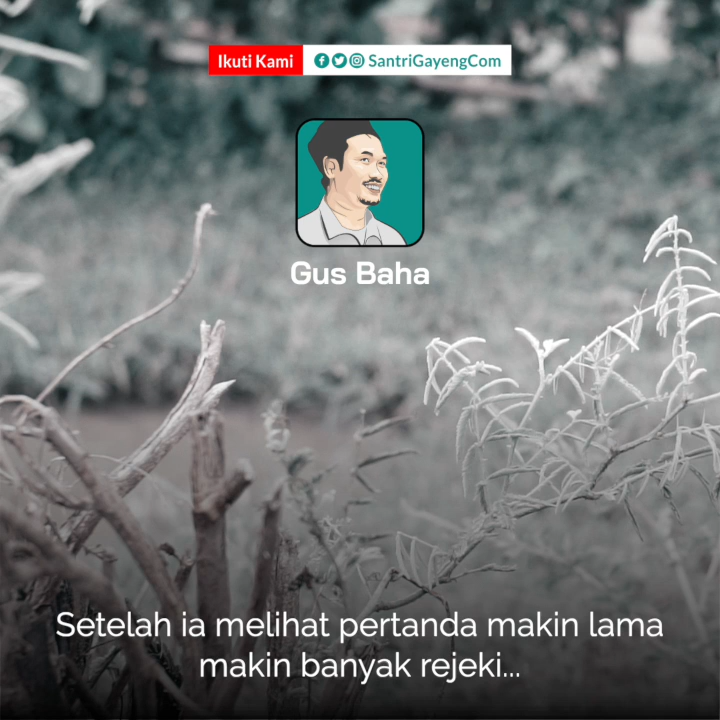 Ikuti Kami SantriGayengCom
Gus Baha
Setelah ia melihat pertanda makin lama
makin banyak rejeki...